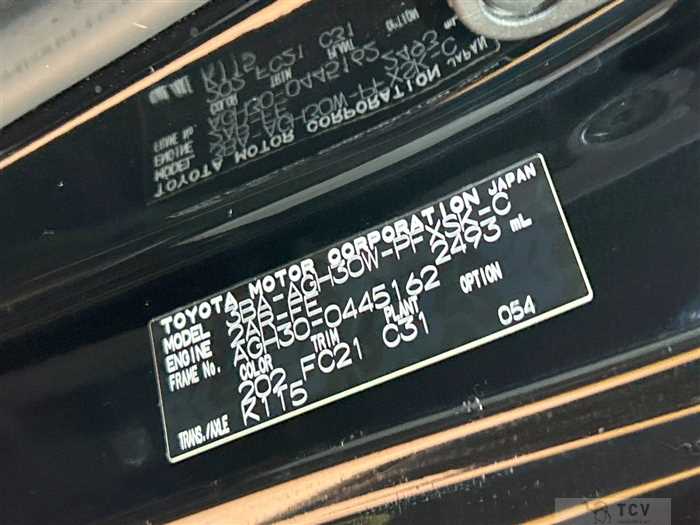 TOYOTA MOTOR CORPORATION JAPAN
MODEL 3BA-AGH30W-PFXSK-C
ENGINE 2AR-FE 2493 mL
FRAME No. AGH30-0445162
COLOR TRIM PLANT OPTION
202 FC21 C31 054
TRANS./AXLE K115
TCV